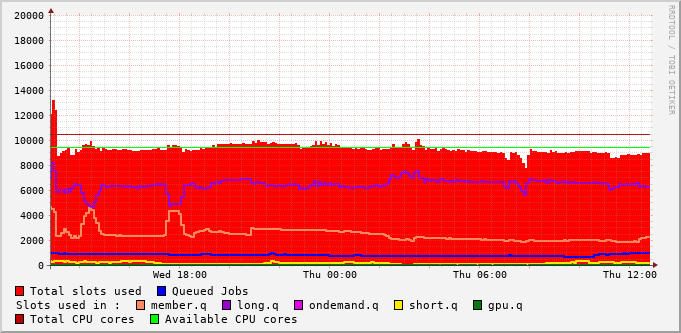 20000
18000
16000
14000
12000
10000
8000
6000
4000
2000
0
Wed 18:00 Thu 00:00 Thu 06:00 Thu 12:00
RRDTOOL / TOBI OETIKER
Total slots used Queued Jobs
Slots used in : member.q long.q ondemand.q short.q gpu.q
Total CPU cores Available CPU cores